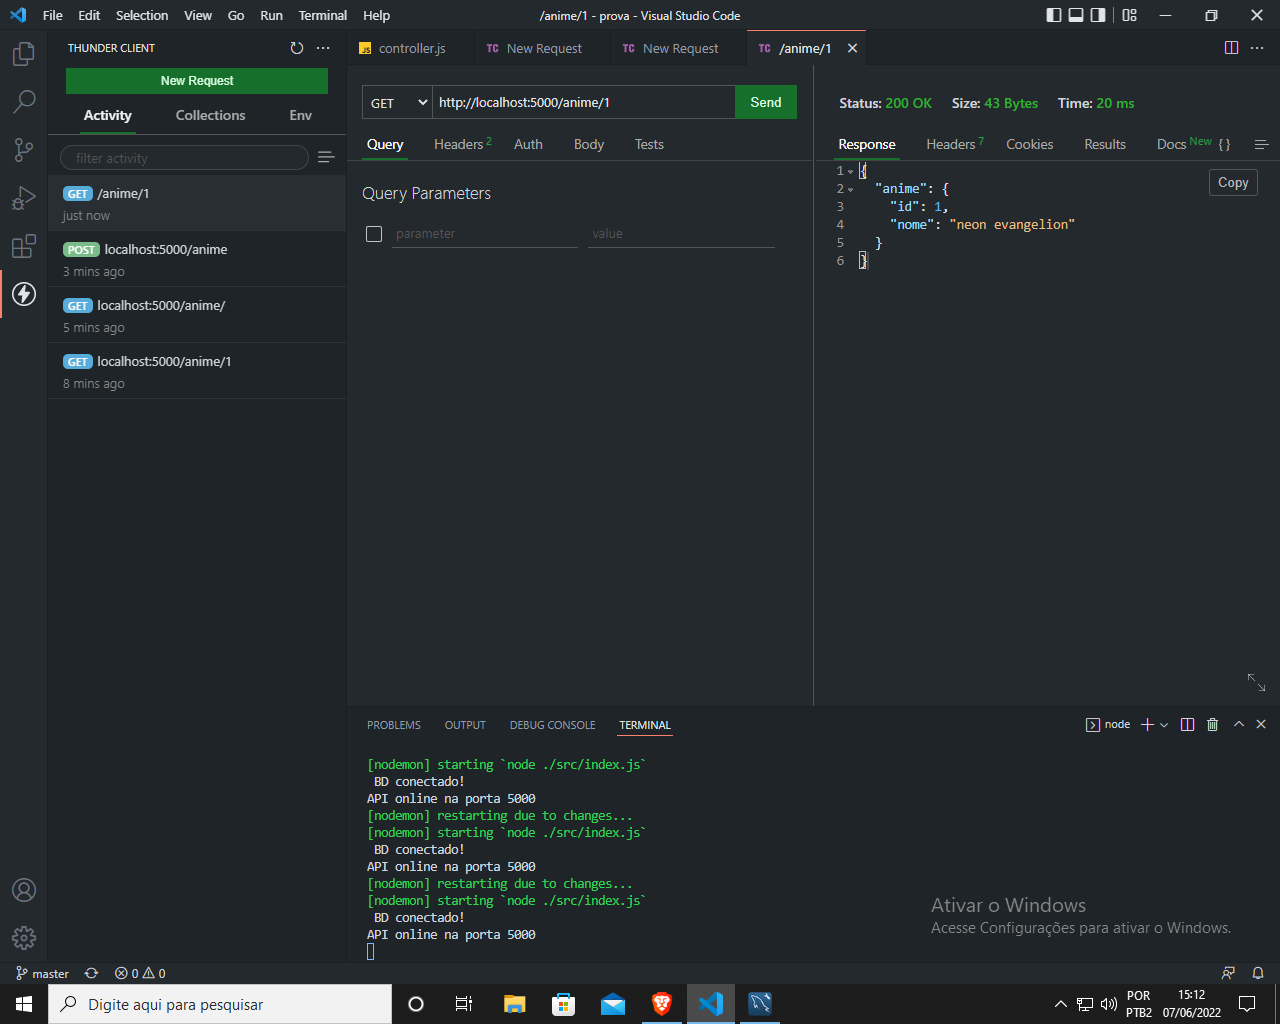 File Edit Selection View Go Run Terminal Help /anime/1 - prova - Visual Studio Code
THUNDER CLIENT
New Request
Activity Collections Env
filter activity
GET /anime/1
just now
POST localhost:5000/anime
3 mins ago
GET localhost:5000/anime/
5 mins ago
GET localhost:5000/anime/1
8 mins ago
JS controller.js TC New Request TC New Request TC /anime/1
GET http://localhost:5000/anime/1 Send
Query Headers 2 Auth Body Tests
Query Parameters
parameter value
Status: 200 OK Size: 43 Bytes Time: 20 ms
Response Headers 7 Cookies Results Docs New { }
Copy
1 {
2 "anime": {
3 "id": 1,
4 "nome": "neon evangelion"
5 }
6 }
PROBLEMS OUTPUT DEBUG CONSOLE TERMINAL node
[nodemon] starting `node ./src/index.js`
BD conectado!
API online na porta 5000
[nodemon] restarting due to changes...
[nodemon] starting `node ./src/index.js`
BD conectado!
API online na porta 5000
[nodemon] restarting due to changes...
[nodemon] starting `node ./src/index.js`
BD conectado!
API online na porta 5000
Ativar o Windows
Acesse Configurações para ativar o Windows.
master 0 0
Digite aqui para pesquisar
POR
PTB2
15:12
07/06/2022